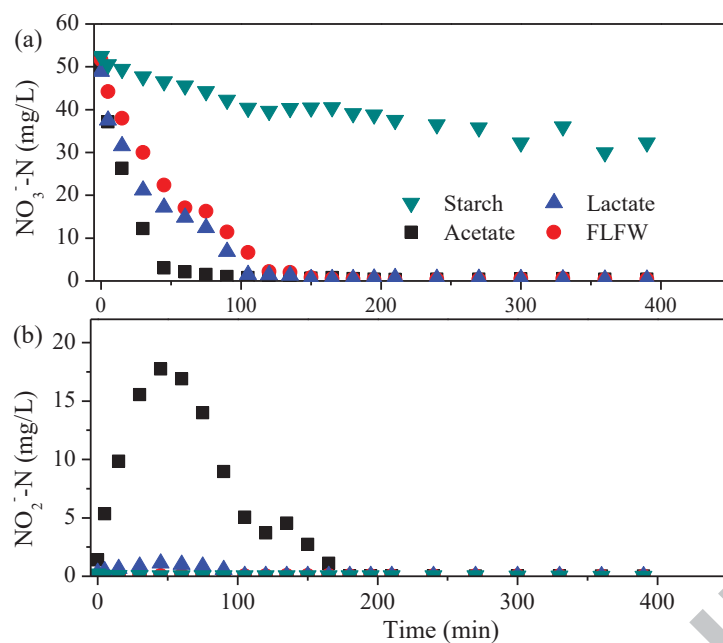 (a)
60
50
40
30
20
10
0
NO₃⁻-N (mg/L)
Starch
Lactate
Acetate
FLFW
0 100 200 300 400
(b)
20
15
10
5
0
NO₂⁻-N (mg/L)
0 100 200 300 400
Time (min)